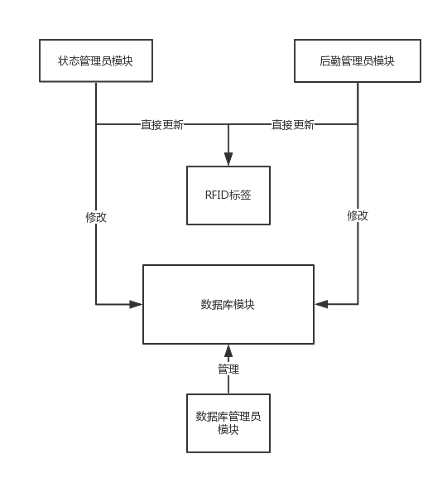 状态管理员模块
后勤管理员模块
直接更新
直接更新
RFID标签
修改
修改
数据库模块
管理
数据库管理员
模块